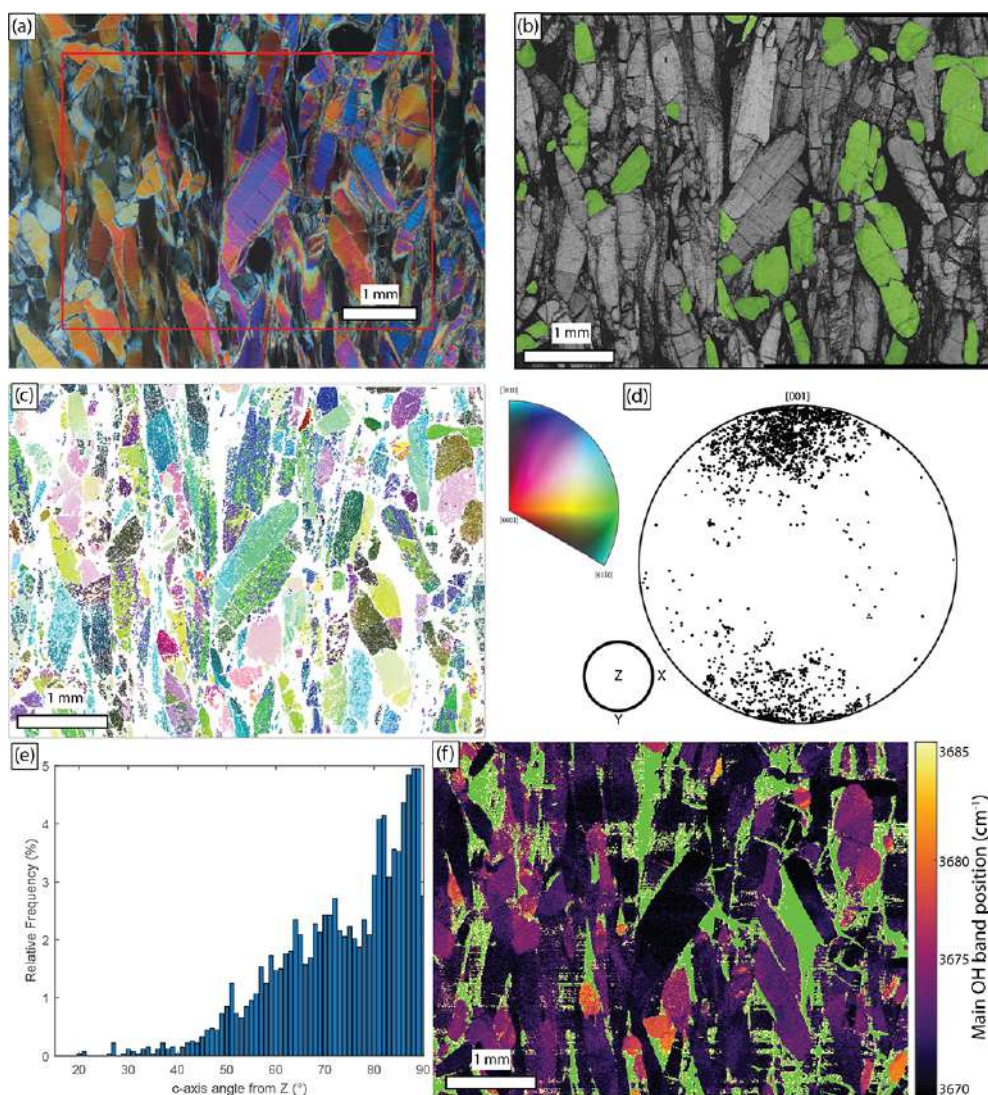 (a)
1 mm
(b)
1 mm
(c)
1 mm
[0001]
(d)
[001]
Z
X
Y
(e)
Relative Frequency (%)
5
4
3
2
1
0
20
30
40
50
60
70
80
90
c-axis angle from Z (°)
(f)
1 mm
3685
3680
3675
3670
Main OH band position (cm⁻¹)